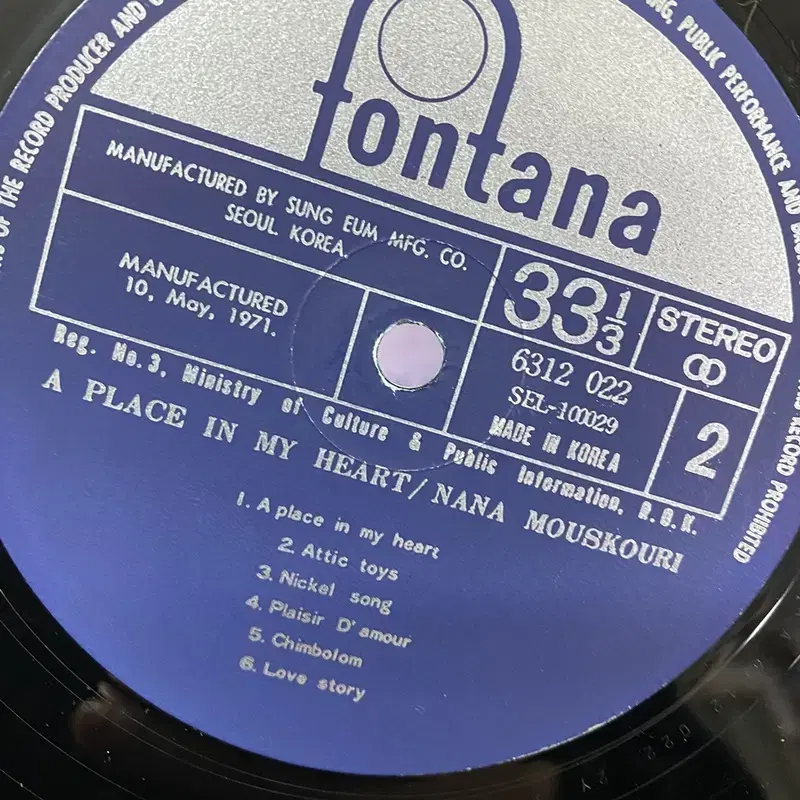 OF THE RECORD PRODUCER AND
NG, PUBLIC PERFORMANCE AND
RECORD PROHIBITED
fontana
MANUFACTURED BY SUNG EUM MFG. CO.
SEOUL KOREA.
MANUFACTURED
10, May, 1971.
33 1/3
STEREO
6312 022
SEL-100029
MADE IN KOREA
2
Reg. No.3, Ministry of Culture & Public Information, R.O.K.
A PLACE IN MY HEART/NANA MOUSKOURI
1. A place in my heart
2. Attic toys
3. Nickel song
4. Plaisir D'amour
5. Chimbolom
6. Love story